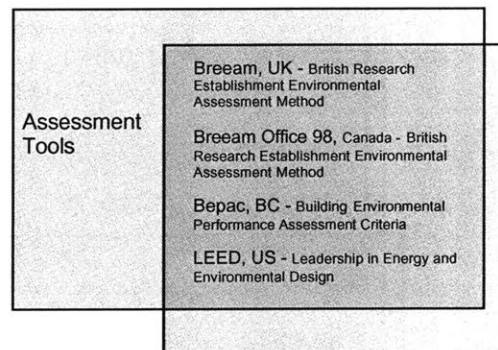 Assessment
Tools
Breeam, UK - British Research
Establishment Environmental
Assessment Method
Breeam Office 98, Canada - British
Research Establishment Environmental
Assessment Method
Bepac, BC - Building Environmental
Performance Assessment Criteria
LEED, US - Leadership in Energy and
Environmental Design